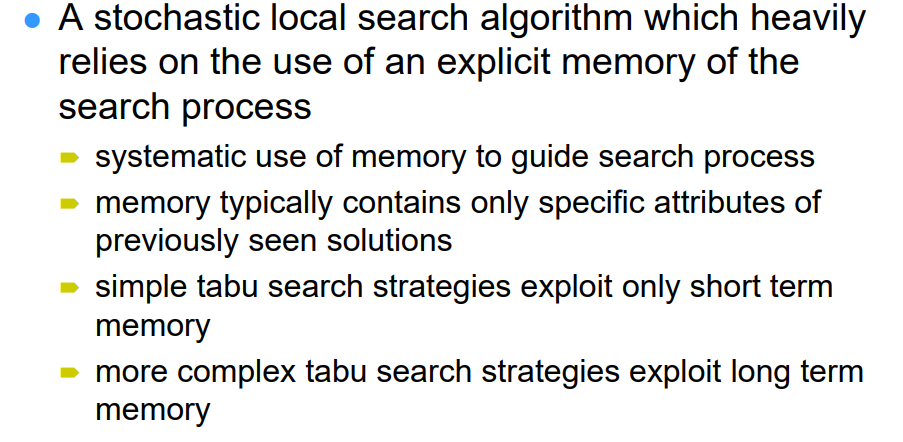 A stochastic local search algorithm which heavily
relies on the use of an explicit memory of the
search process
systematic use of memory to guide search process
memory typically contains only specific attributes of
previously seen solutions
simple tabu search strategies exploit only short term
memory
more complex tabu search strategies exploit long term
memory